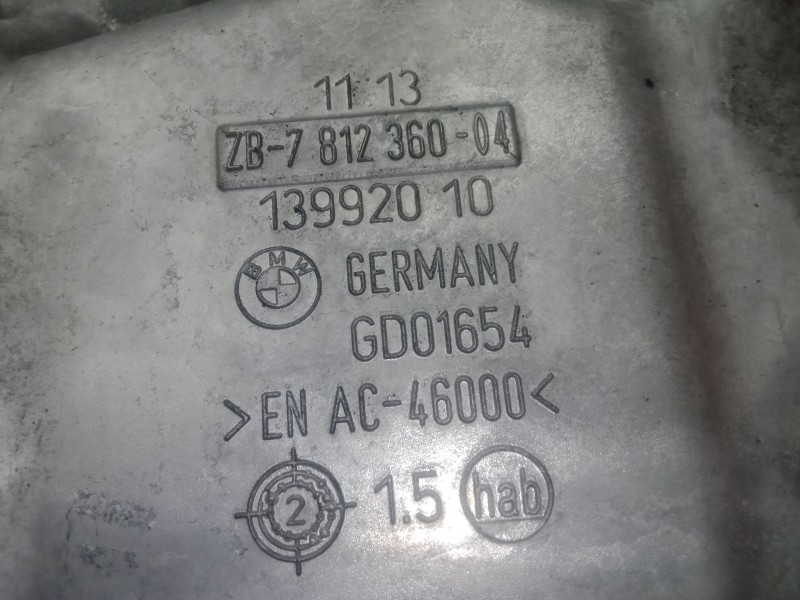 11 13
ZB-7 812 360-04
139920 10
BMW GERMANY
GD01654
>EN AC-46000<
2 1.5 hab